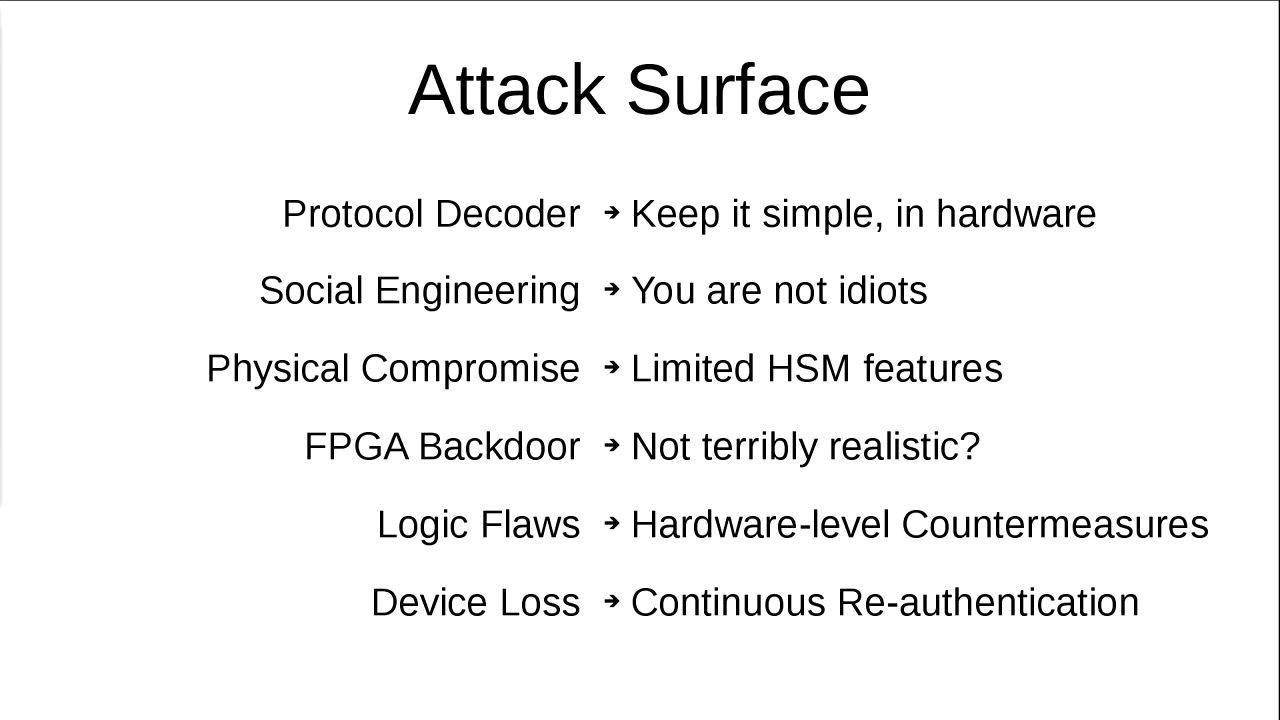 Attack Surface
Protocol Decoder ➔ Keep it simple, in hardware
Social Engineering ➔ You are not idiots
Physical Compromise ➔ Limited HSM features
FPGA Backdoor ➔ Not terribly realistic?
Logic Flaws ➔ Hardware-level Countermeasures
Device Loss ➔ Continuous Re-authentication